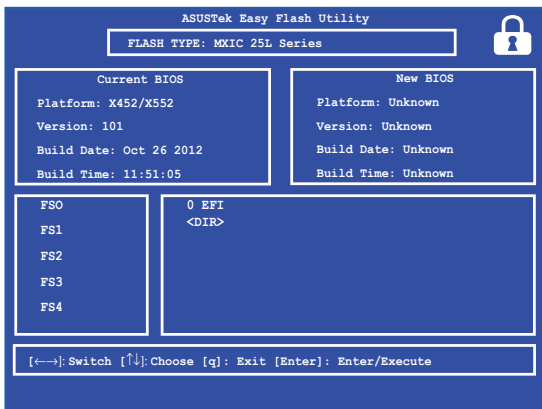 ASUSTek Easy Flash Utility
FLASH TYPE: MXIC 25L Series
Current BIOS
Platform: X452/X552
Version: 101
Build Date: Oct 26 2012
Build Time: 11:51:05
New BIOS
Platform: Unknown
Version: Unknown
Build Date: Unknown
Build Time: Unknown
FSO
FS1
FS2
FS3
FS4
0 EFI
<DIR>
[←→]: Switch [↑↓]: Choose [q]: Exit [Enter]: Enter/Execute